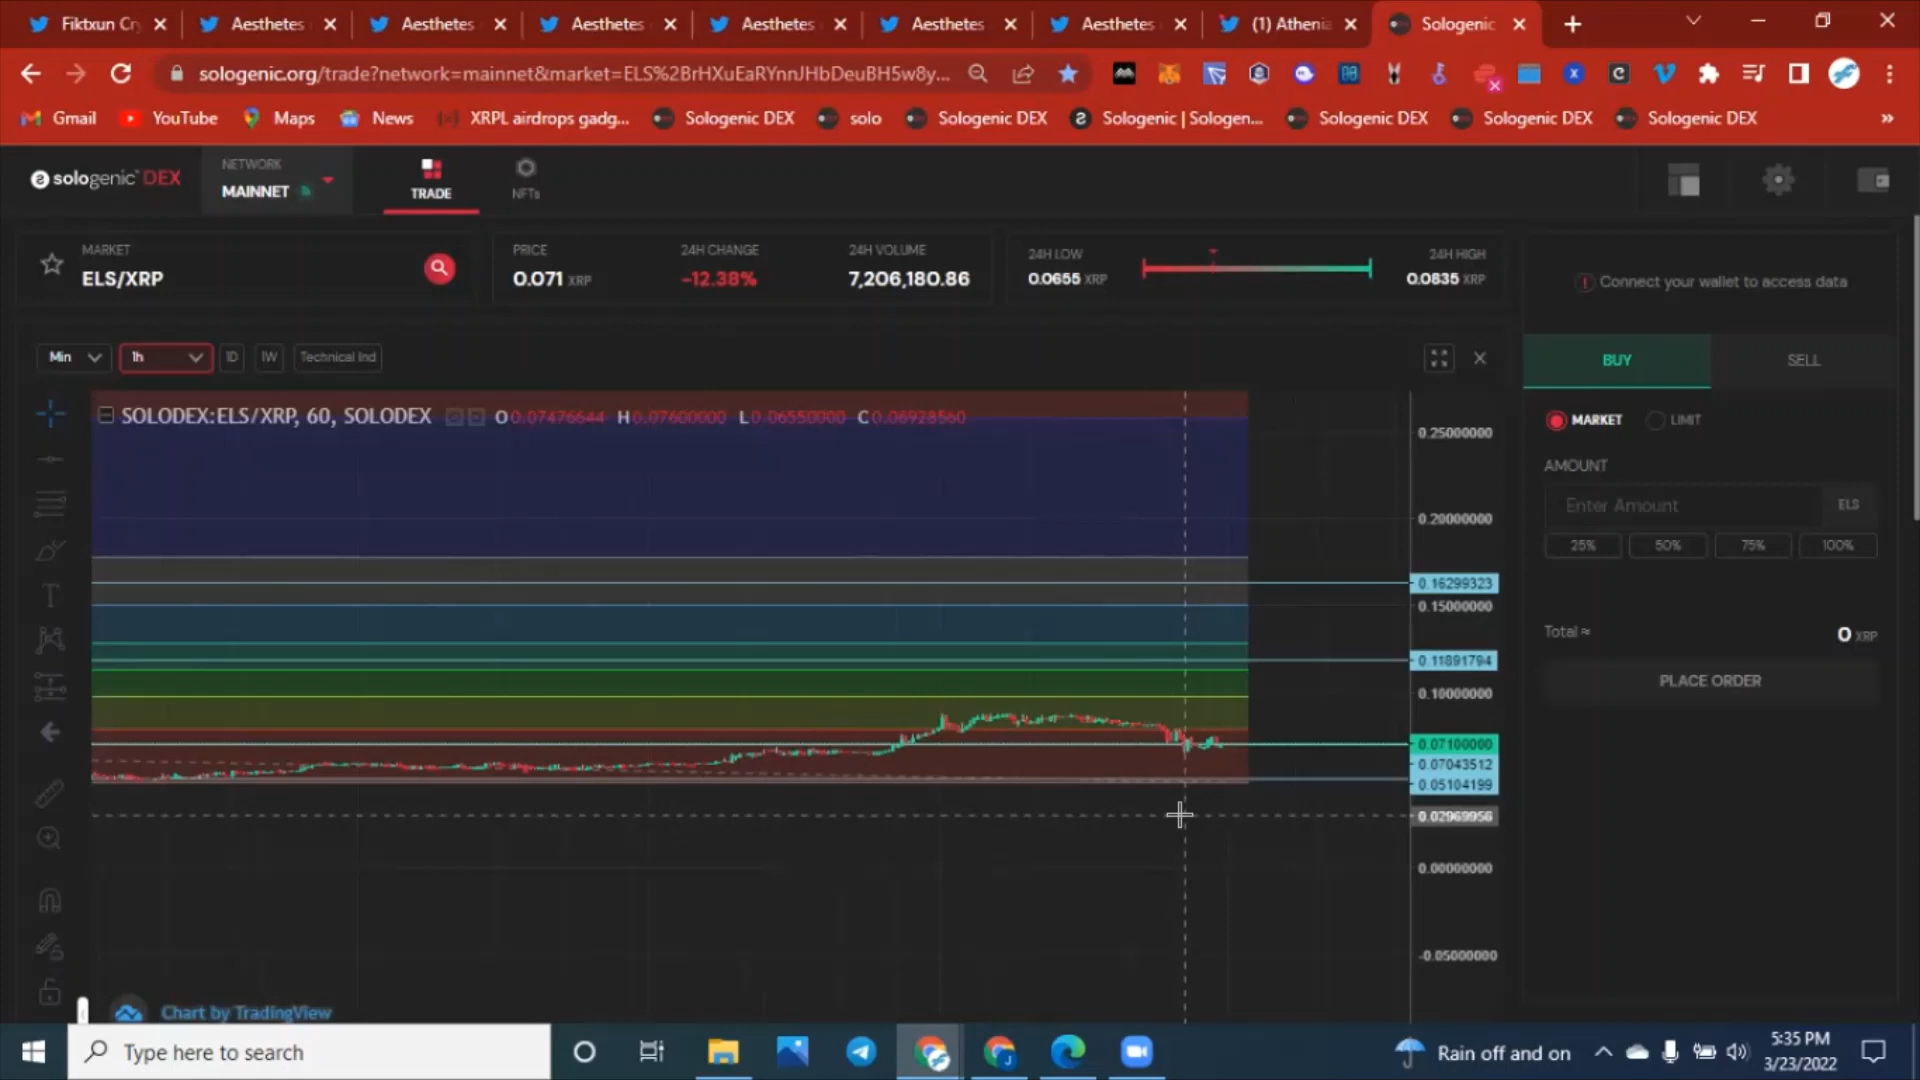 Fiktxun Cry
Aesthetes
Aesthetes
Aesthetes
Aesthetes
Aesthetes
Aesthetes
(1) Athenia
Sologenic
sologenic.org/trade?network=mainnet&market=ELS%2BrHXuEaRYnnJHbDeuBH5w8y...
Gmail
YouTube
Maps
News
XRPL airdrops gadg...
Sologenic DEX
solo
Sologenic DEX
Sologenic | Sologen...
Sologenic DEX
Sologenic DEX
Sologenic DEX
»
sologenic DEX
NETWORK
MAINNET
TRADE
NFTs
MARKET
ELS/XRP
PRICE
0.071 XRP
24H CHANGE
-12.38%
24H VOLUME
7,206,180.86
24H LOW
0.0655 XRP
24H HIGH
0.0835 XRP
Connect your wallet to access data
Min
1h
1D
1W
Technical Ind
BUY
SELL
SOLODEX:ELS/XRP, 60, SOLODEX
O0.07476644 H0.07600000 L0.06550000 C0.06928560
MARKET
LIMIT
AMOUNT
Enter Amount
ELS
25%
50%
75%
100%
Total ≈
0 XRP
PLACE ORDER
0.25000000
0.20000000
0.16299323
0.15000000
0.11891794
0.10000000
0.07100000
0.07043512
0.05104199
0.02969956
0.00000000
-0.05000000
Chart by TradingView
Type here to search
Rain off and on
5:35 PM
3/23/2022